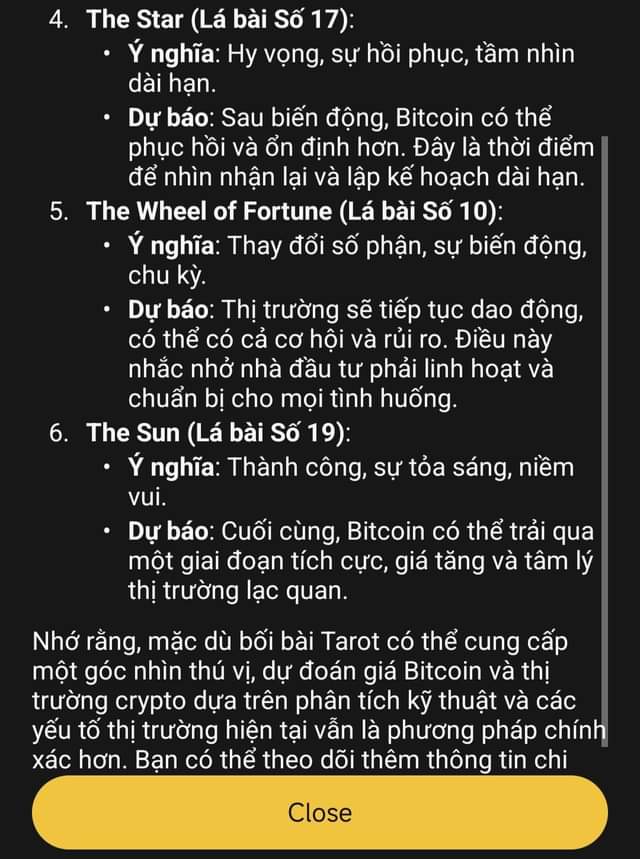 4. The Star (Lá bài Số 17):
• Ý nghĩa: Hy vọng, sự hồi phục, tầm nhìn
dài hạn.
• Dự báo: Sau biến động, Bitcoin có thể
phục hồi và ổn định hơn. Đây là thời điểm
để nhìn nhận lại và lập kế hoạch dài hạn.
5. The Wheel of Fortune (Lá bài Số 10):
• Ý nghĩa: Thay đổi số phận, sự biến động,
chu kỳ.
• Dự báo: Thị trường sẽ tiếp tục dao động,
có thể có cả cơ hội và rủi ro. Điều này
nhắc nhở nhà đầu tư phải linh hoạt và
chuẩn bị cho mọi tình huống.
6. The Sun (Lá bài Số 19):
• Ý nghĩa: Thành công, sự tỏa sáng, niềm
vui.
• Dự báo: Cuối cùng, Bitcoin có thể trải qua
một giai đoạn tích cực, giá tăng và tâm lý
thị trường lạc quan.
Nhớ rằng, mặc dù bối bài Tarot có thể cung cấp
một góc nhìn thú vị, dự đoán giá Bitcoin và thị
trường crypto dựa trên phân tích kỹ thuật và các
yếu tố thị trường hiện tại vẫn là phương pháp chính
xác hơn. Bạn có thể theo dõi thêm thông tin chi
Close